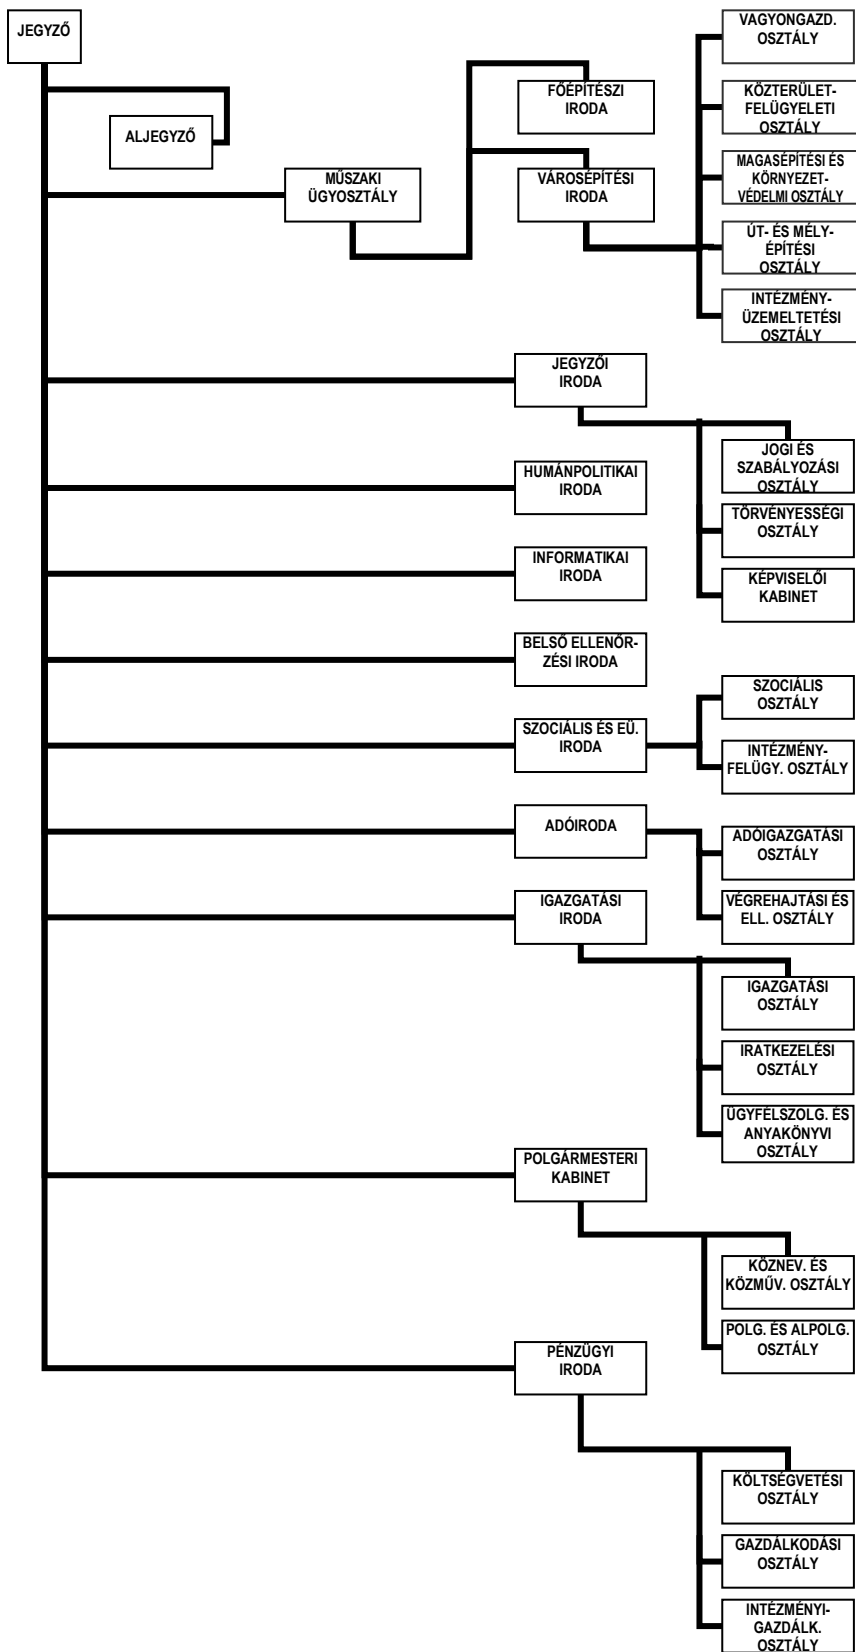 JEGYZŐ
ALJEGYZŐ
MŰSZAKI
ÜGYOSZTÁLY
FŐÉPÍTÉSZI
IRODA
VÁROSÉPÍTÉSI
IRODA
VAGYONGAZD.
OSZTÁLY
KÖZTERÜLET-
FELÜGYELETI
OSZTÁLY
MAGASÉPÍTÉSI ÉS
KÖRNYEZET-
VÉDELMI OSZTÁLY
ÚT- ÉS MÉLY-
ÉPÍTÉSI
OSZTÁLY
INTÉZMÉNY-
ÜZEMELTETÉSI
OSZTÁLY
JEGYZŐI
IRODA
JOGI ÉS
SZABÁLYOZÁSI
OSZTÁLY
TÖRVÉNYESSÉGI
OSZTÁLY
KÉPVISELŐI
KABINET
HUMÁNPOLITIKAI
IRODA
INFORMATIKAI
IRODA
BELSŐ ELLENŐR-
ZÉSI IRODA
SZOCIÁLIS ÉS EÜ.
IRODA
SZOCIÁLIS
OSZTÁLY
INTÉZMÉNY-
FELÜGY. OSZTÁLY
ADÓIRODA
ADÓIGAZGATÁSI
OSZTÁLY
VÉGREHAJTÁSI ÉS
ELL. OSZTÁLY
IGAZGATÁSI
IRODA
IGAZGATÁSI
OSZTÁLY
IRATKEZELÉSI
OSZTÁLY
ÜGYFÉLSZOLG. ÉS
ANYAKÖNYVI
OSZTÁLY
POLGÁRMESTERI
KABINET
KÖZNEV. ÉS
KÖZMŰV. OSZTÁLY
POLG. ÉS ALPOLG.
OSZTÁLY
PÉNZÜGYI
IRODA
KÖLTSÉGVETÉSI
OSZTÁLY
GAZDÁLKODÁSI
OSZTÁLY
INTÉZMÉNYI-
GAZDÁLK.
OSZTÁLY